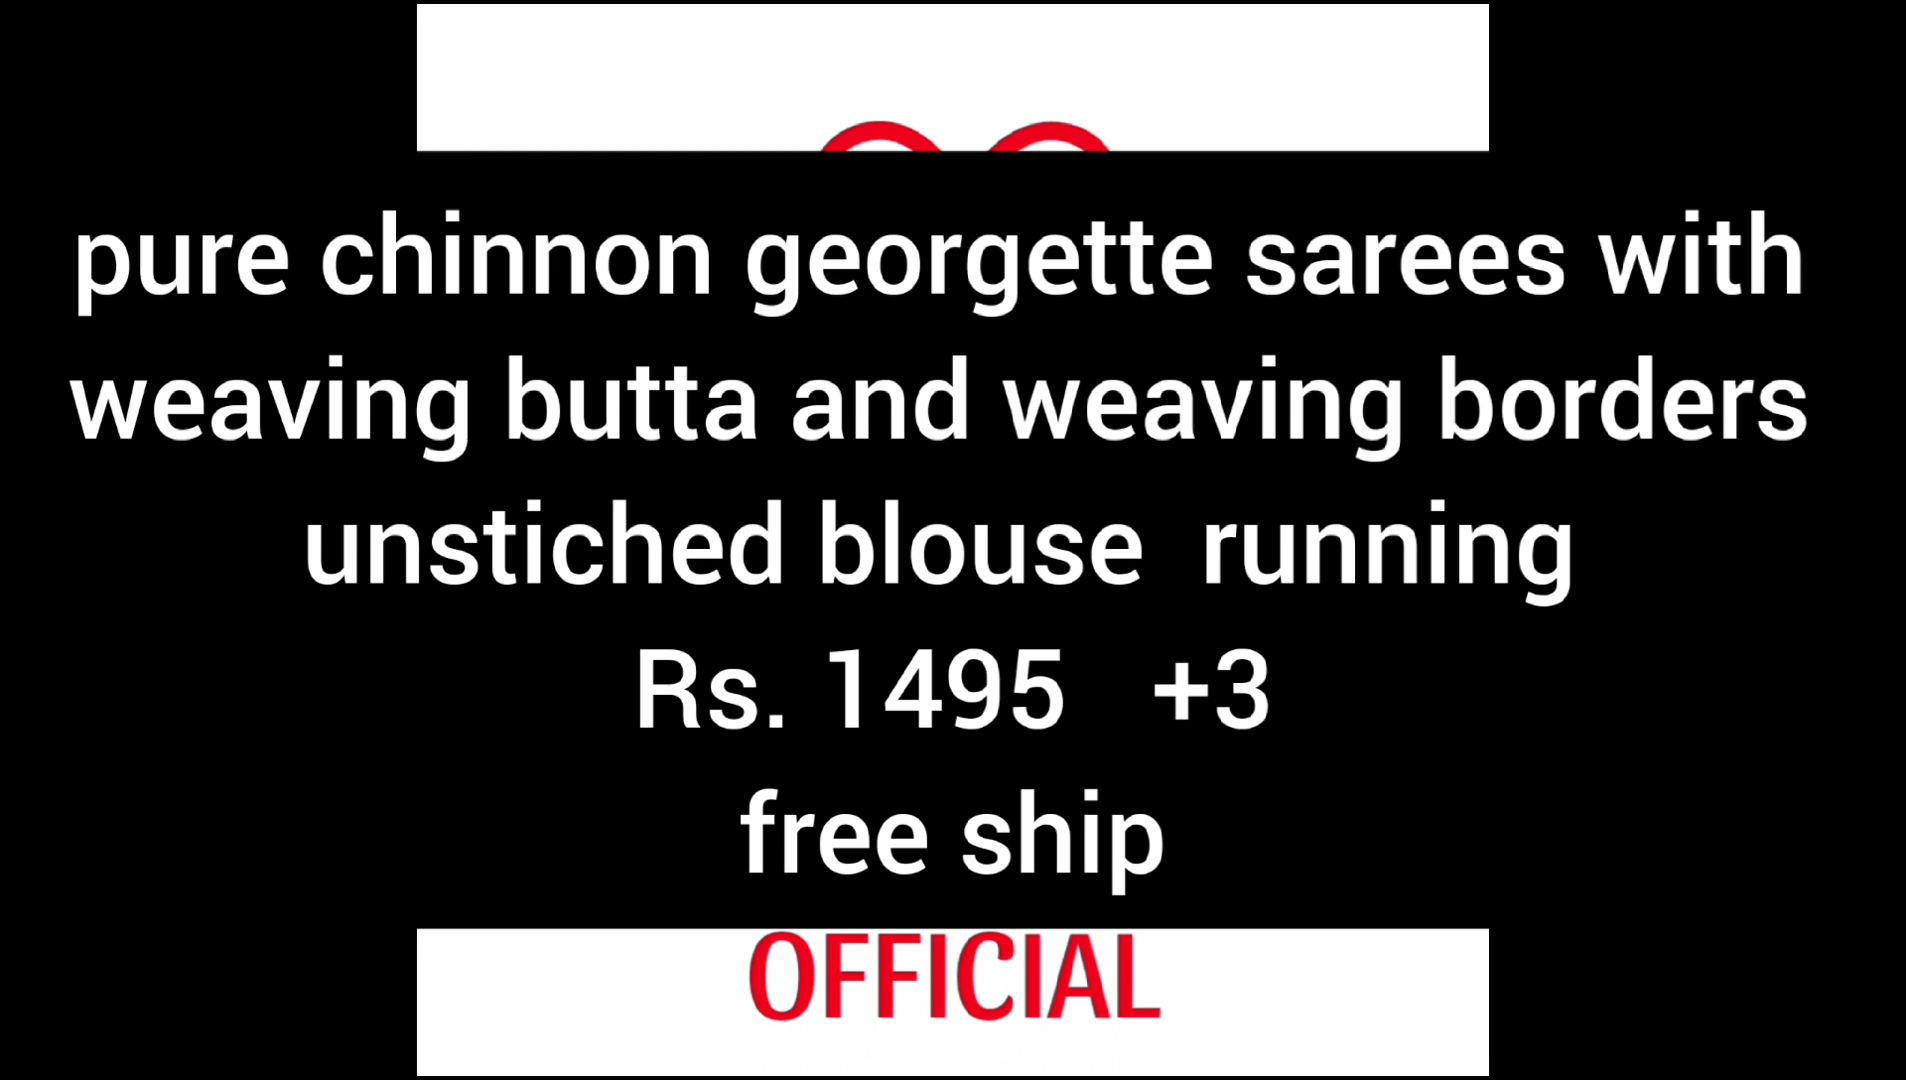 pure chinnon georgette sarees with
weaving butta and weaving borders
unstiched blouse  running
Rs. 1495   +3
free ship
OFFICIAL